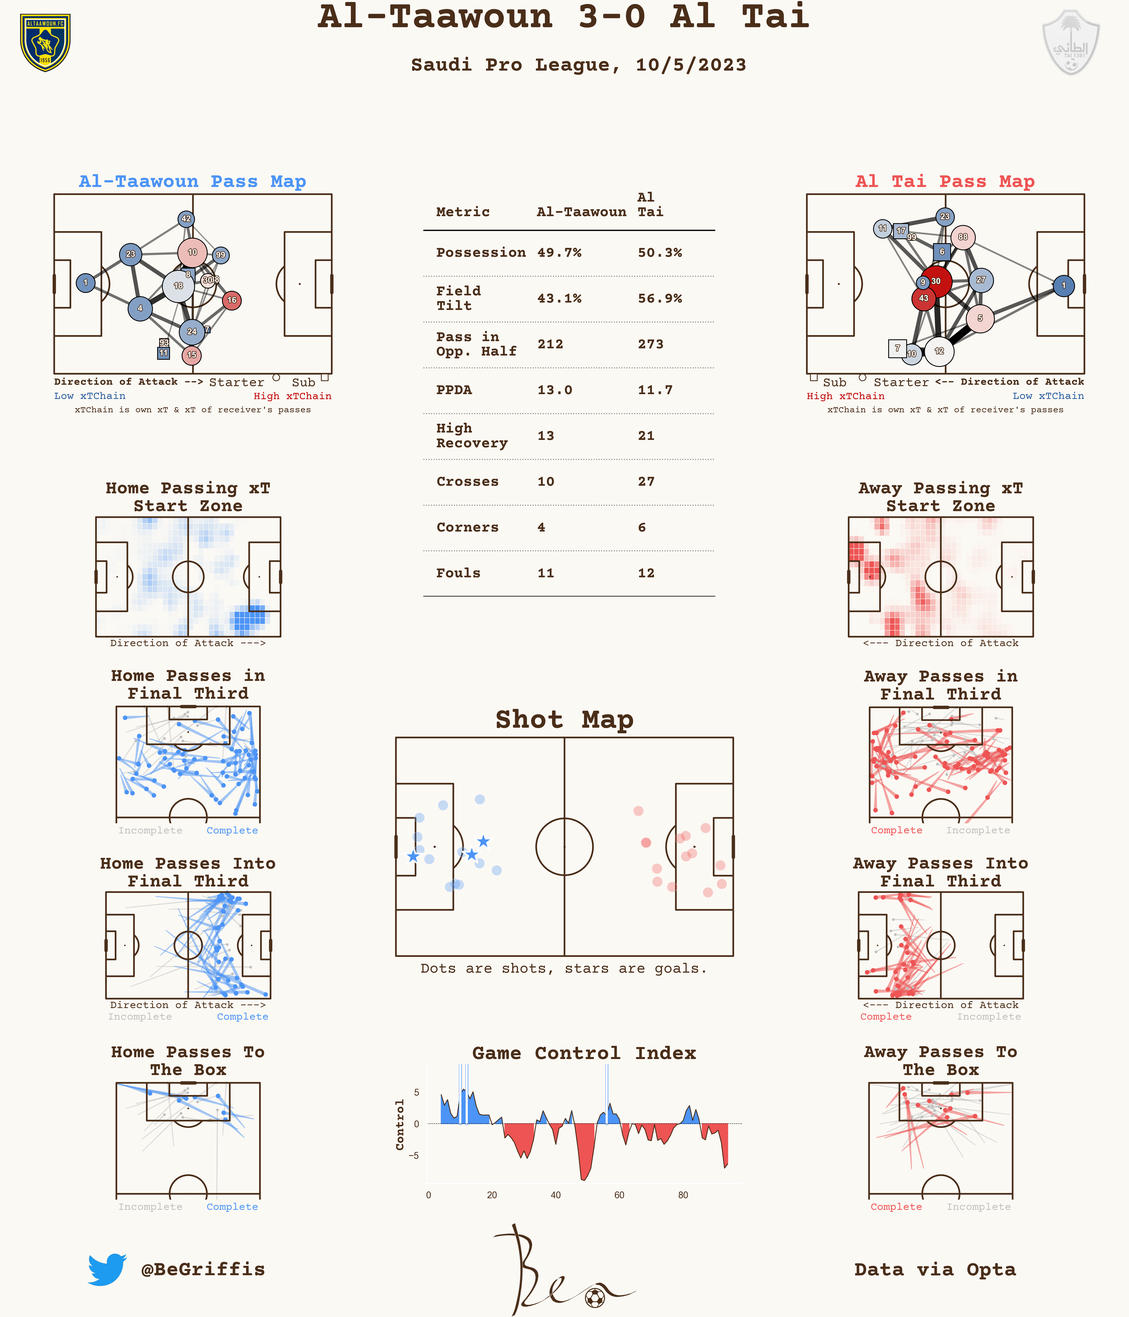 Al-Taawoun 3-0 Al Tai
Saudi Pro League, 10/5/2023
ALTAAWOUN FC
1956
الطائي
Al-Taawoun Pass Map
42
23
10
99
8
30
1
18
16
4
24
7
11
15
Direction of Attack --> Starter Sub
Low xTChain High xTChain
xTChain is own xT & xT of receiver's passes
Metric Al-Taawoun Al Tai
Possession 49.7% 50.3%
Field Tilt 43.1% 56.9%
Pass in Opp. Half 212 273
PPDA 13.0 11.7
High Recovery 13 21
Crosses 10 27
Corners 4 6
Fouls 11 12
Al Tai Pass Map
23
11
17
99
88
6
9
30
27
1
43
5
7
10
12
Sub Starter <-- Direction of Attack
High xTChain Low xTChain
xTChain is own xT & xT of receiver's passes
Home Passing xT
Start Zone
Direction of Attack --->
Away Passing xT
Start Zone
<--- Direction of Attack
Home Passes in
Final Third
Incomplete Complete
Shot Map
Dots are shots, stars are goals.
Away Passes in
Final Third
Complete Incomplete
Home Passes Into
Final Third
Direction of Attack --->
Incomplete Complete
Away Passes Into
Final Third
<--- Direction of Attack
Complete Incomplete
Home Passes To
The Box
Incomplete Complete
Game Control Index
Control
5
0
−5
0 20 40 60 80
Away Passes To
The Box
Complete Incomplete
@BeGriffis
Ben
Data via Opta